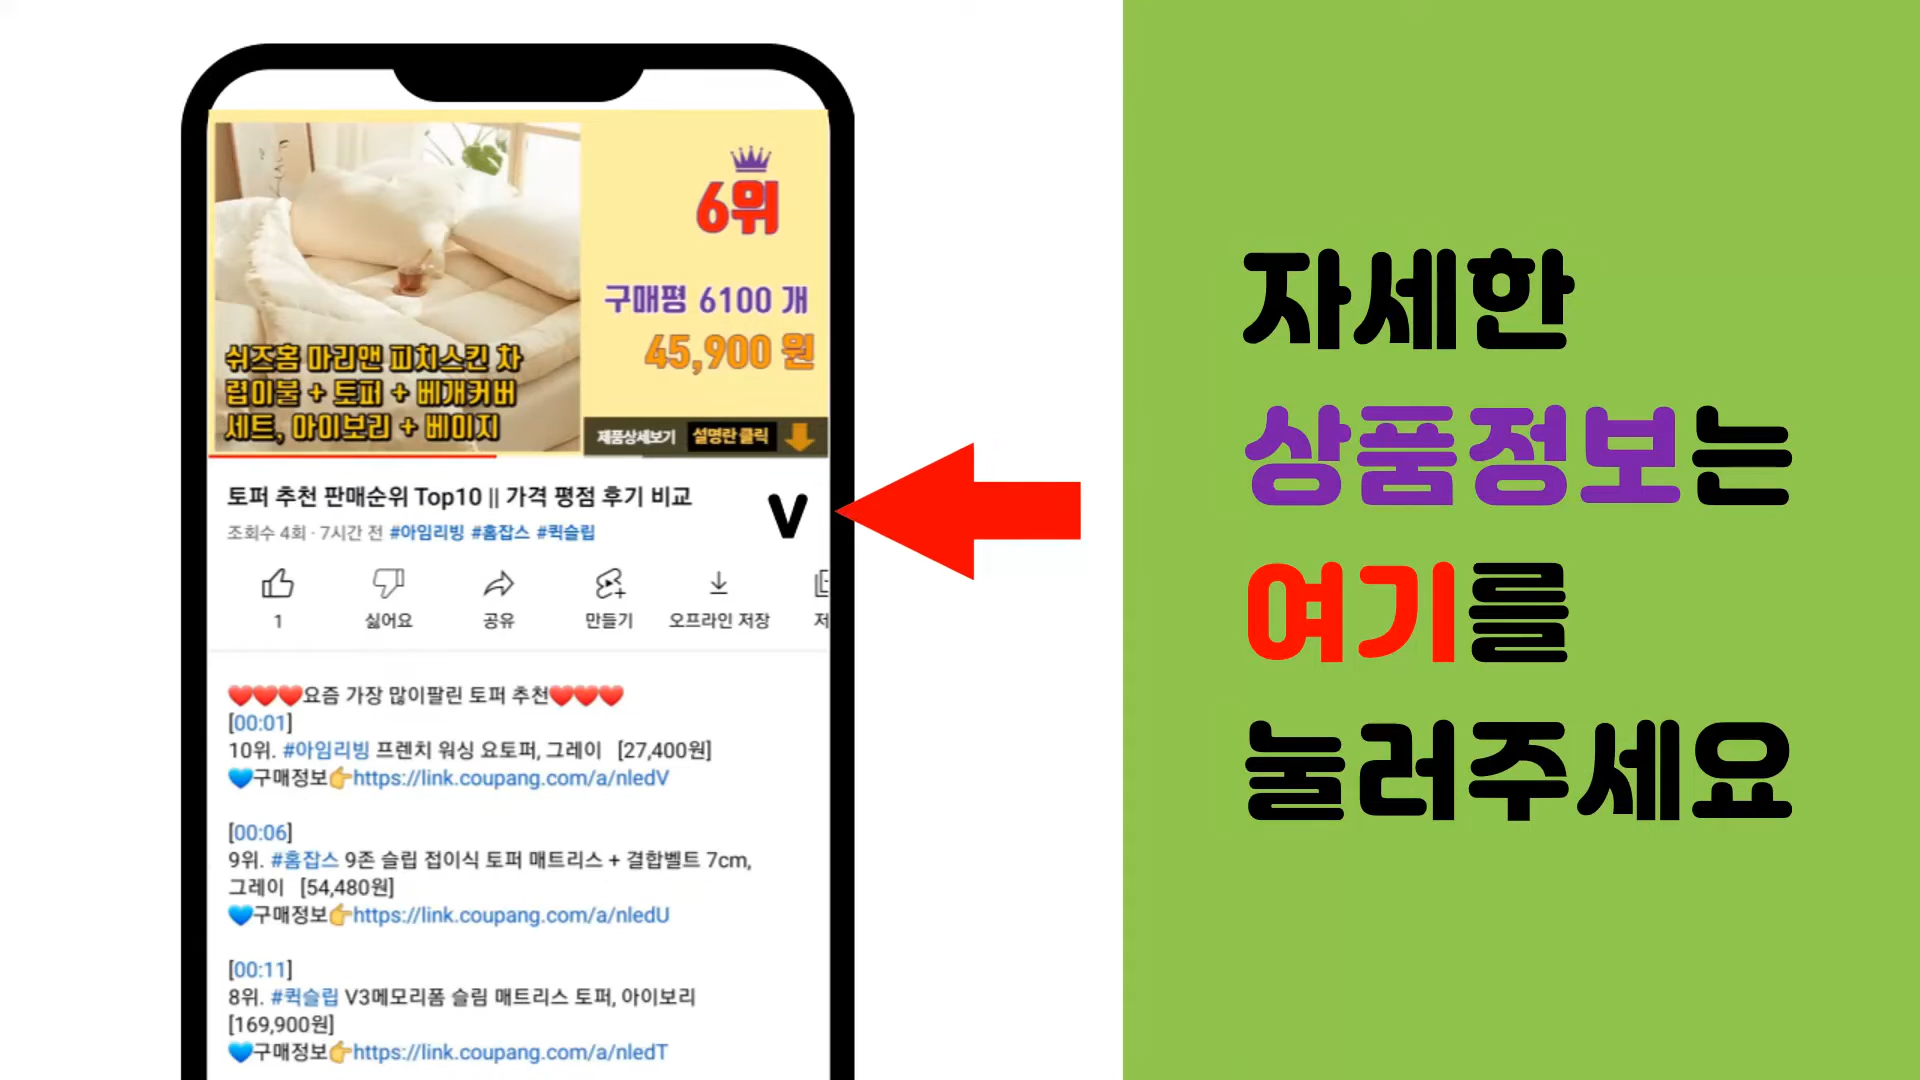 6위
구매평 6100 개
45,900 원
쉬즈홈 마리앤 피치스킨 차
렵이불 + 토퍼 + 베개커버
세트, 아이보리 + 베이지
제품상세보기 설명란 클릭
토퍼 추천 판매순위 Top10 || 가격 평점 후기 비교
V
조회수 4회 · 7시간 전 #아임리빙 #홈잡스 #퀵슬립
1 싫어요 공유 만들기 오프라인 저장 저
❤️❤️❤️요즘 가장 많이팔린 토퍼 추천❤️❤️❤️
[00:01]
10위. #아임리빙 프렌치 워싱 요토퍼, 그레이 [27,400원]
💙구매정보👉https://link.coupang.com/a/nledV
[00:06]
9위. #홈잡스 9존 슬립 접이식 토퍼 매트리스 + 결합벨트 7cm,
그레이 [54,480원]
💙구매정보👉https://link.coupang.com/a/nledU
[00:11]
8위. #퀵슬립 V3메모리폼 슬림 매트리스 토퍼, 아이보리
[169,900원]
💙구매정보👉https://link.coupang.com/a/nledT
자세한
상품정보는
여기를
눌러주세요